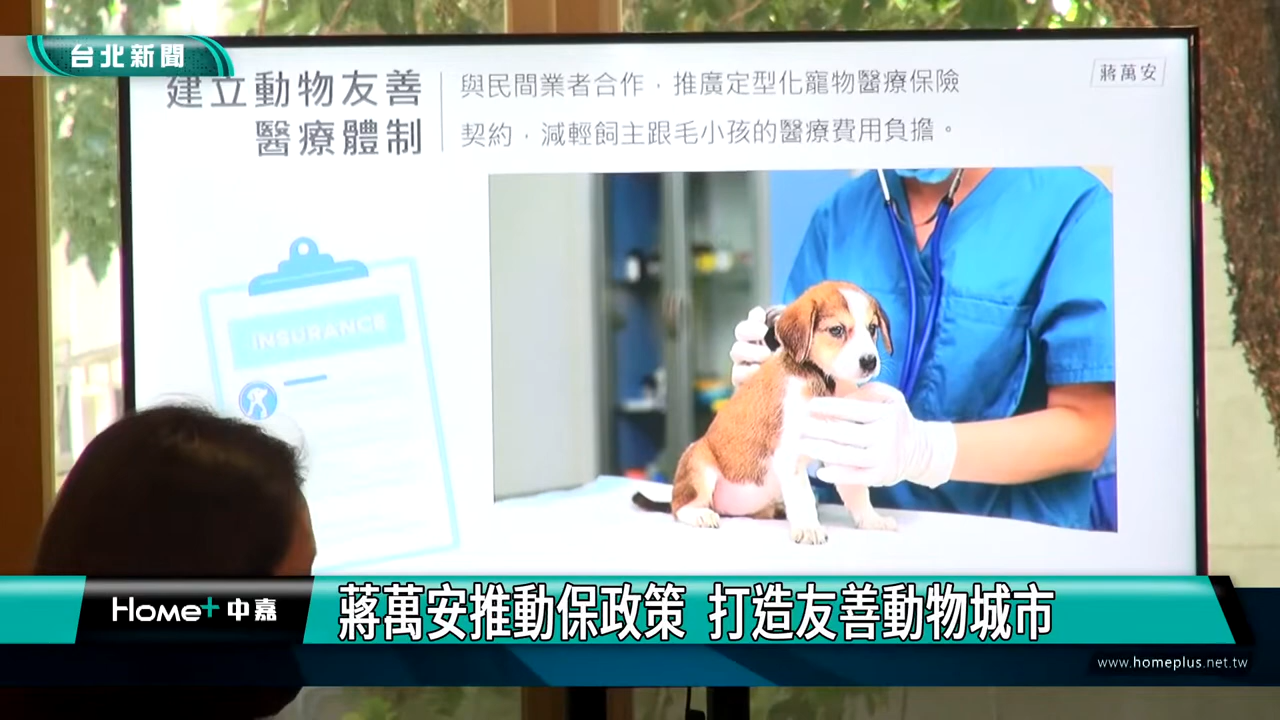 台北新聞
建立動物友善
醫療體制
與民間業者合作，推廣定型化寵物醫療保險
契約，減輕飼主跟毛小孩的醫療費用負擔。
蔣萬安
INSURANCE
Home+中嘉
蔣萬安推動保政策 打造友善動物城市
www.homeplus.net.tw